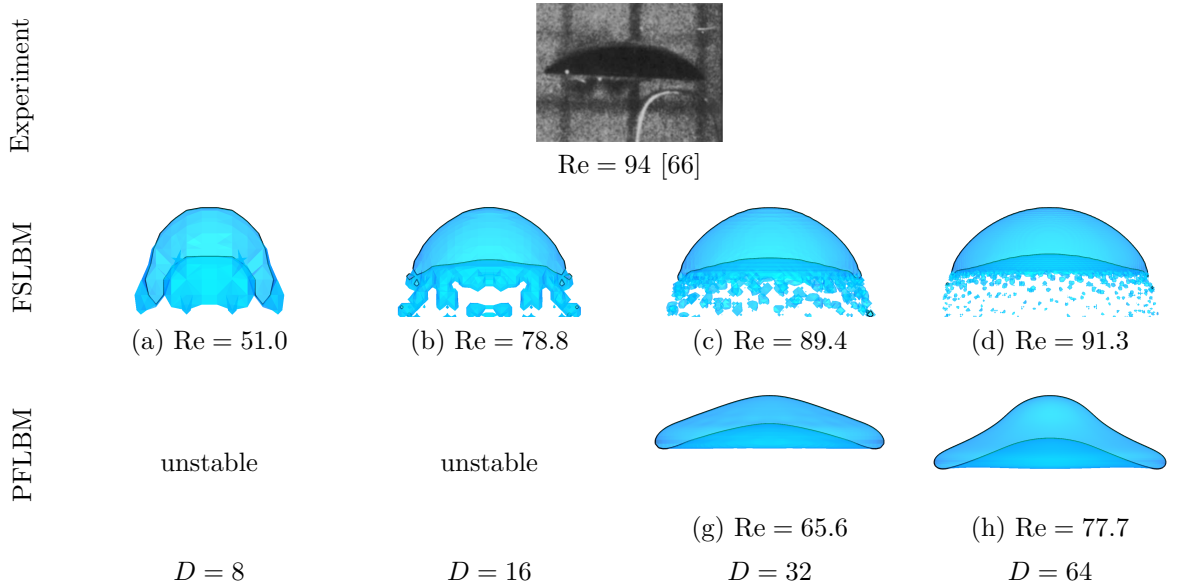 Experiment
Re = 94 [66]
FSLBM
(a) Re = 51.0
(b) Re = 78.8
(c) Re = 89.4
(d) Re = 91.3
PFLBM
unstable
unstable
(g) Re = 65.6
(h) Re = 77.7
D = 8
D = 16
D = 32
D = 64